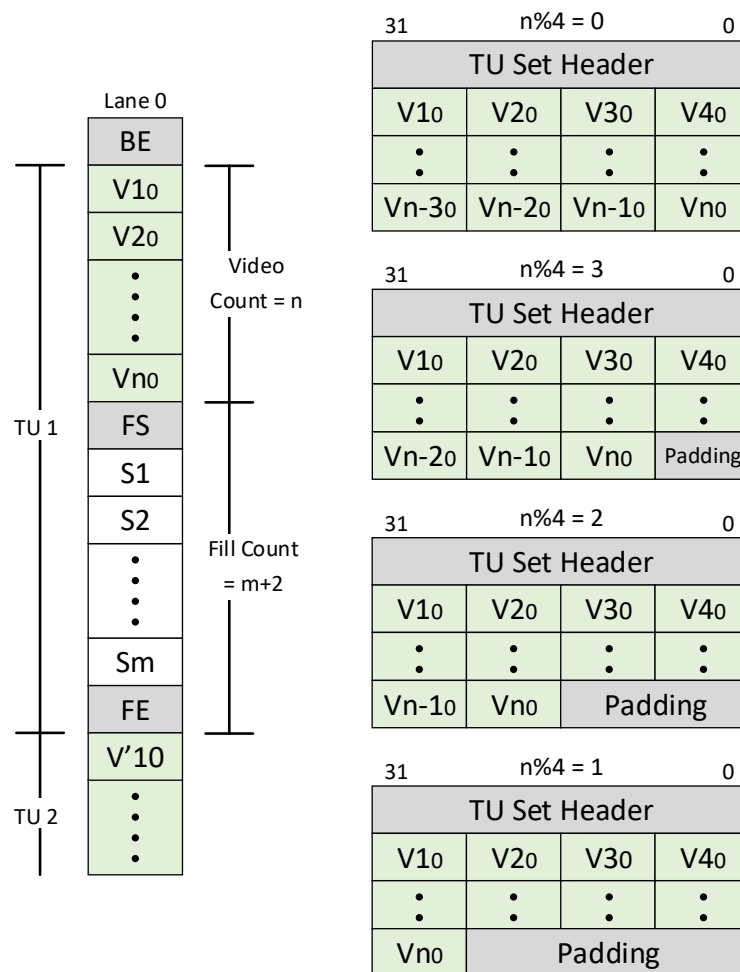 Lane 0
BE
V10
V20
Vn0
FS
S1
S2
Sm
FE
V'10
TU 1
TU 2
Video
Count = n
Fill Count
= m+2
31 n%4 = 0 0
TU Set Header
V10 V20 V30 V40
Vn-30 Vn-20 Vn-10 Vn0
31 n%4 = 3 0
TU Set Header
V10 V20 V30 V40
Vn-20 Vn-10 Vn0 Padding
31 n%4 = 2 0
TU Set Header
V10 V20 V30 V40
Vn-10 Vn0 Padding
31 n%4 = 1 0
TU Set Header
V10 V20 V30 V40
Vn0 Padding